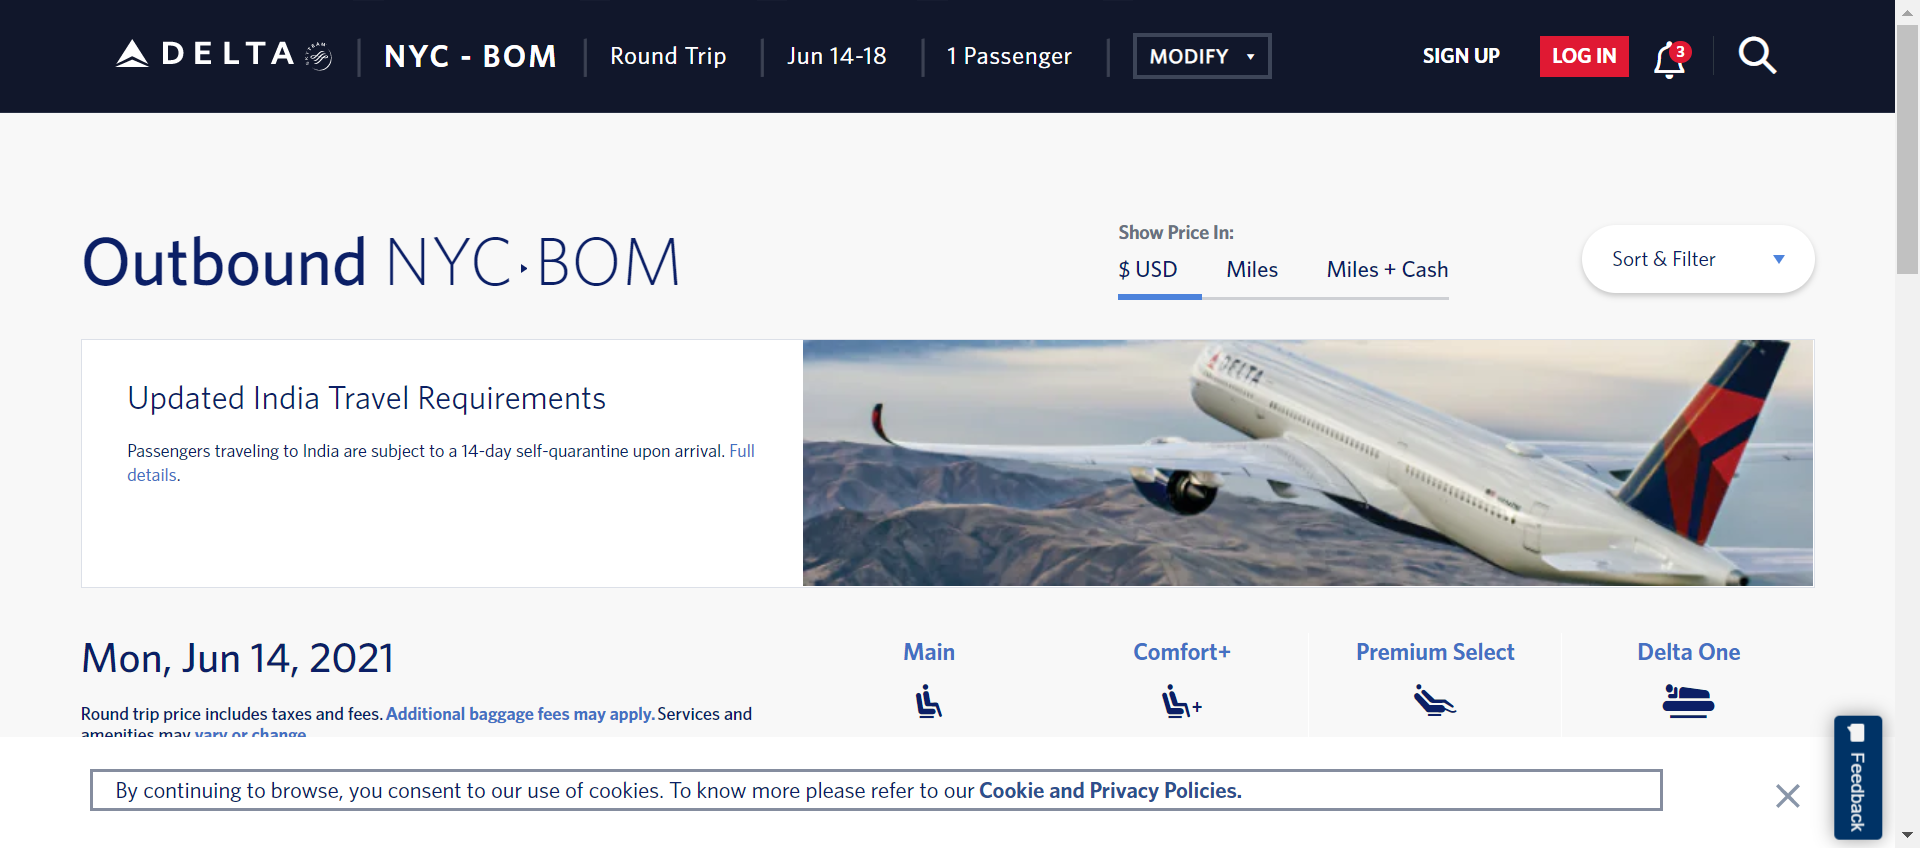 DELTA
NYC - BOM
Round Trip
Jun 14-18
1 Passenger
MODIFY
SIGN UP
LOG IN
3
Outbound NYC BOM
Show Price In:
$ USD
Miles
Miles + Cash
Sort & Filter
Updated India Travel Requirements
Passengers traveling to India are subject to a 14-day self-quarantine upon arrival. Full
details.
DELTA
Mon, Jun 14, 2021
Main
Comfort+
Premium Select
Delta One
Round trip price includes taxes and fees. Additional baggage fees may apply. Services and
amenities may vary or change
By continuing to browse, you consent to our use of cookies. To know more please refer to our Cookie and Privacy Policies.
Feedback